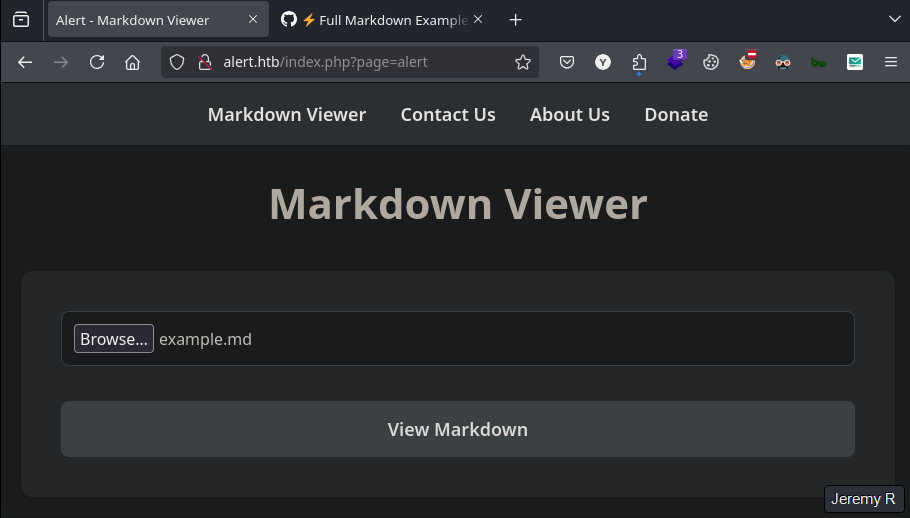 Alert - Markdown Viewer
⚡Full Markdown Example
alert.htb/index.php?page=alert
Y
3
bw
Markdown Viewer Contact Us About Us Donate
Markdown Viewer
Browse... example.md
View Markdown
Jeremy R